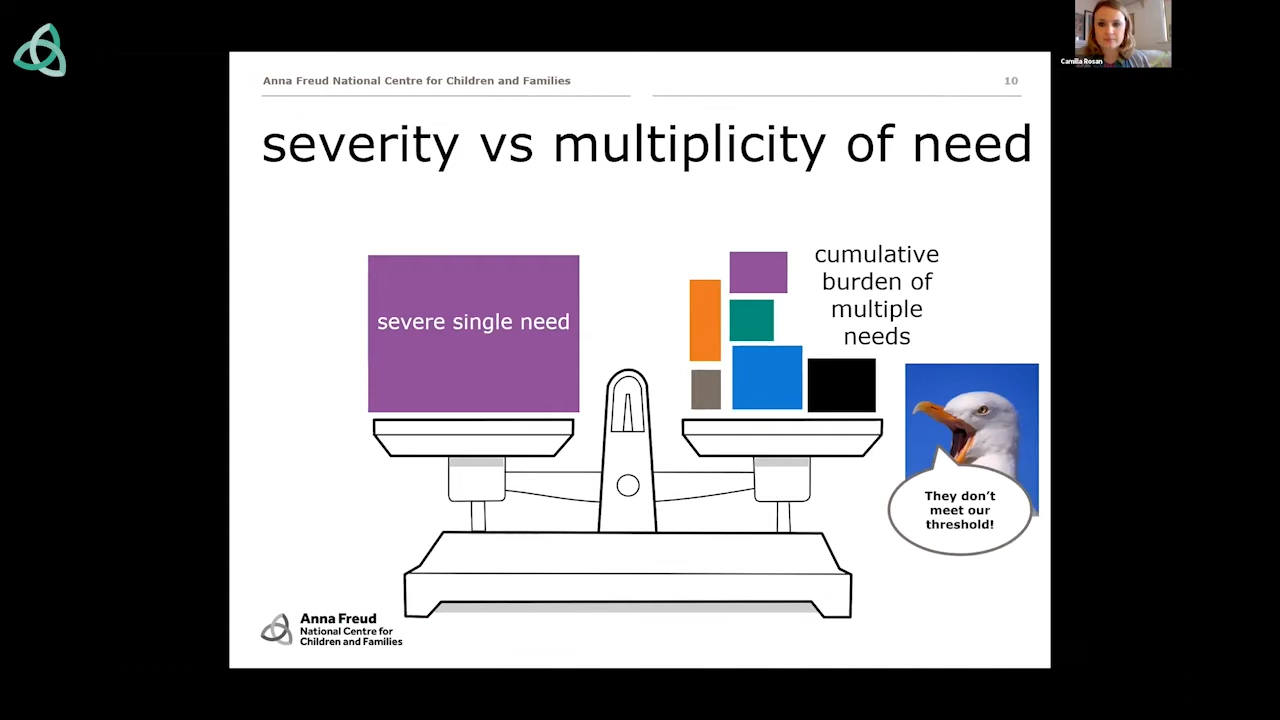 Camilla Rosan
Anna Freud National Centre for Children and Families
10
severity vs multiplicity of need
severe single need
cumulative
burden of
multiple
needs
They don’t
meet our
threshold!
Anna Freud
National Centre for
Children and Families